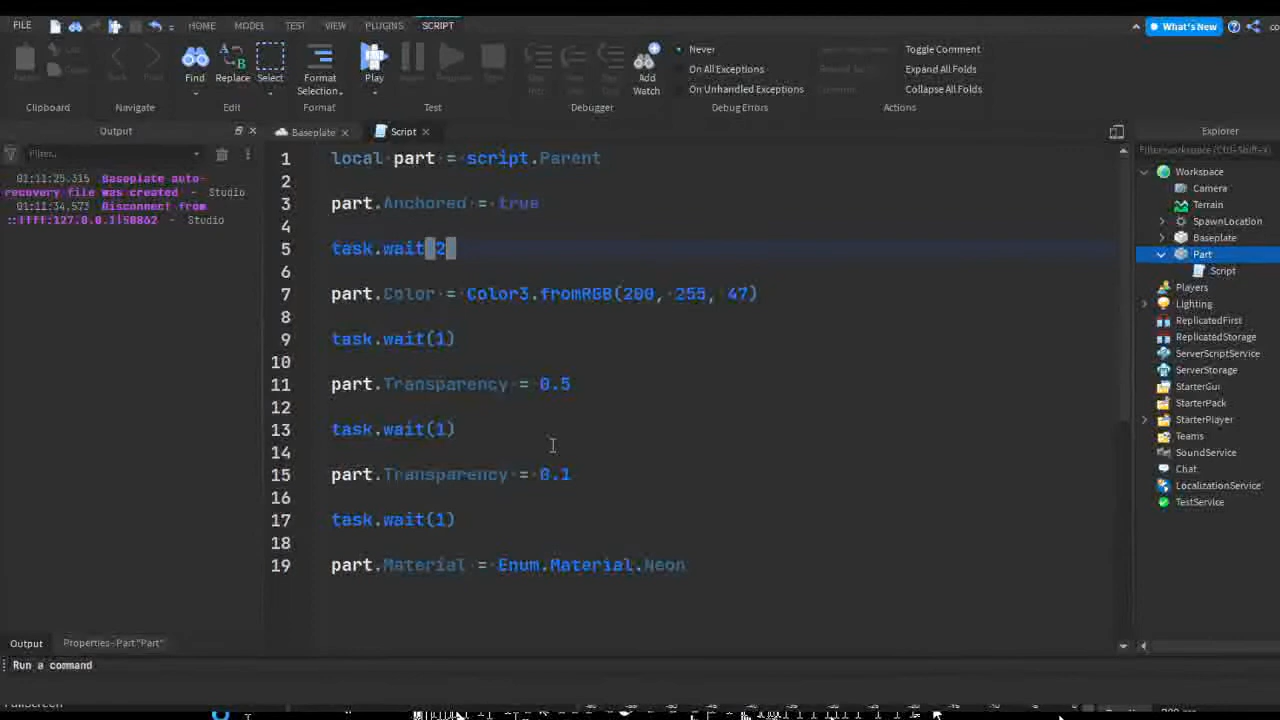 FILE HOME MODEL TEST VIEW PLUGINS SCRIPT What's New
Find Replace Select Format Selection Play Add Watch
Never
On All Exceptions
On Unhandled Exceptions
Toggle Comment
Expand All Folds
Collapse All Folds
Clipboard Navigate Edit Format Test Debugger Debug Errors Actions
Output
Filter...
01:11:25.315 Baseplate auto-
recovery file was created - Studio
01:11:34.573 Disconnect from
::ffff:127.0.0.1|50862 - Studio
Baseplate Script
1 local part = script.Parent
2
3 part.Anchored = true
4
5 task.wait(2)
6
7 part.Color = Color3.fromRGB(200, 255, 47)
8
9 task.wait(1)
10
11 part.Transparency = 0.5
12
13 task.wait(1)
14
15 part.Transparency = 0.1
16
17 task.wait(1)
18
19 part.Material = Enum.Material.Neon
Explorer
Filter workspace (Ctrl+Shift+X)
Workspace
Camera
Terrain
SpawnLocation
Baseplate
Part
Script
Players
Lighting
ReplicatedFirst
ReplicatedStorage
ServerScriptService
ServerStorage
StarterGui
StarterPack
StarterPlayer
Teams
SoundService
Chat
LocalizationService
TestService
Output Properties - Part "Part"
Run a command